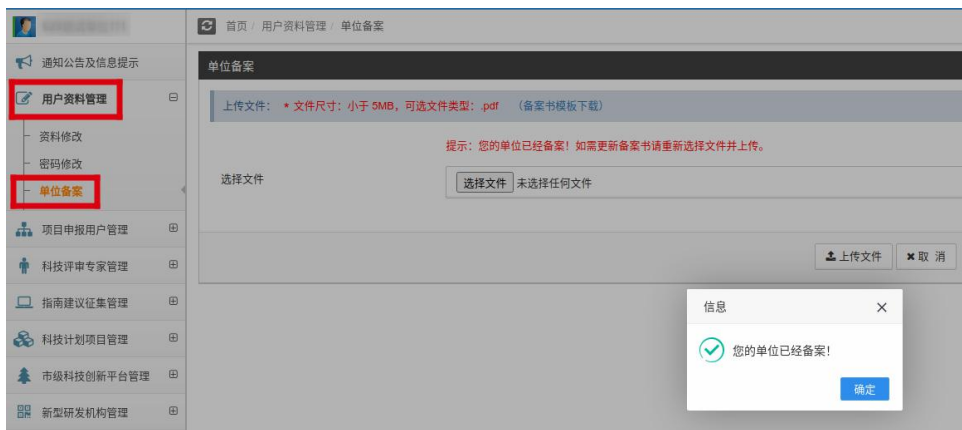 首页 / 用户资料管理 / 单位备案
通知公告及信息提示
用户资料管理
资料修改
密码修改
单位备案
项目申报用户管理
科技评审专家管理
指南建议征集管理
科技计划项目管理
市级科技创新平台管理
新型研发机构管理
单位备案
上传文件： * 文件尺寸：小于 5MB，可选文件类型：.pdf （备案书模板下载）
提示：您的单位已经备案！如需更新备案书请重新选择文件并上传。
选择文件 选择文件 未选择任何文件
上传文件 取 消
信息
您的单位已经备案！
确定